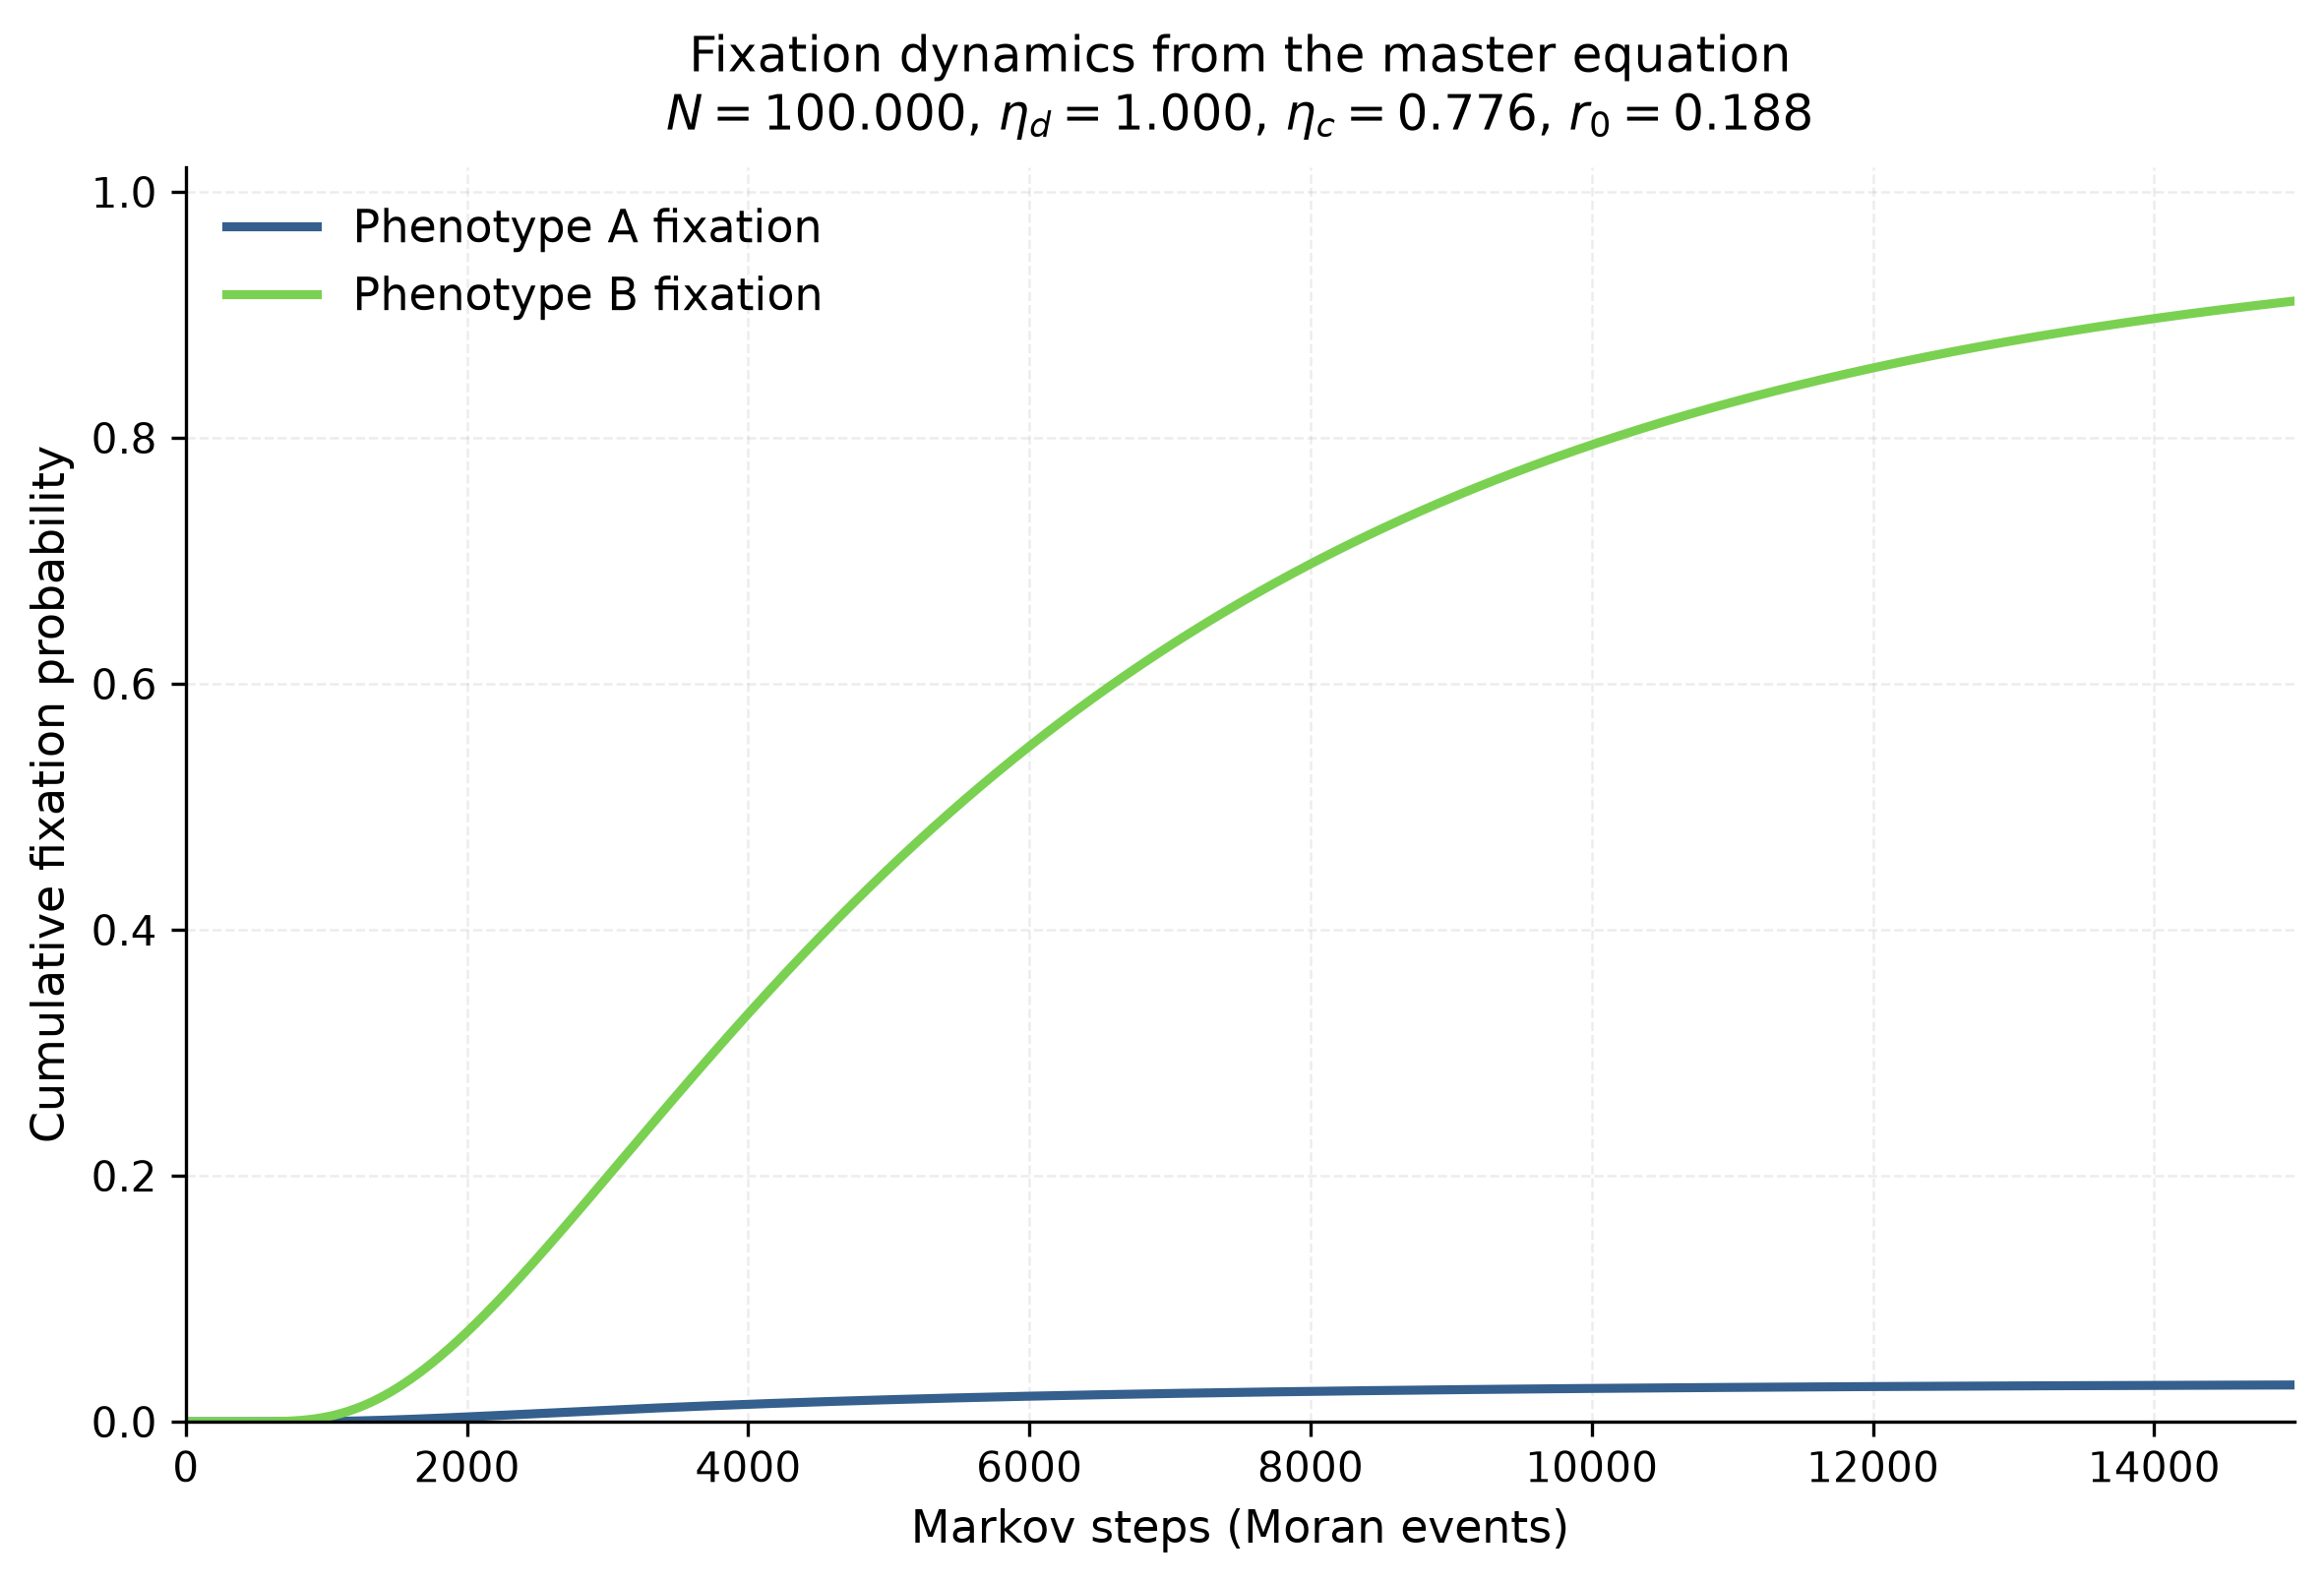 Fixation dynamics from the master equation
N = 100.000, η_d = 1.000, η_c = 0.776, r_0 = 0.188
Phenotype A fixation
Phenotype B fixation
Cumulative fixation probability
1.0
0.8
0.6
0.4
0.2
0.0
0 2000 4000 6000 8000 10000 12000 14000
Markov steps (Moran events)